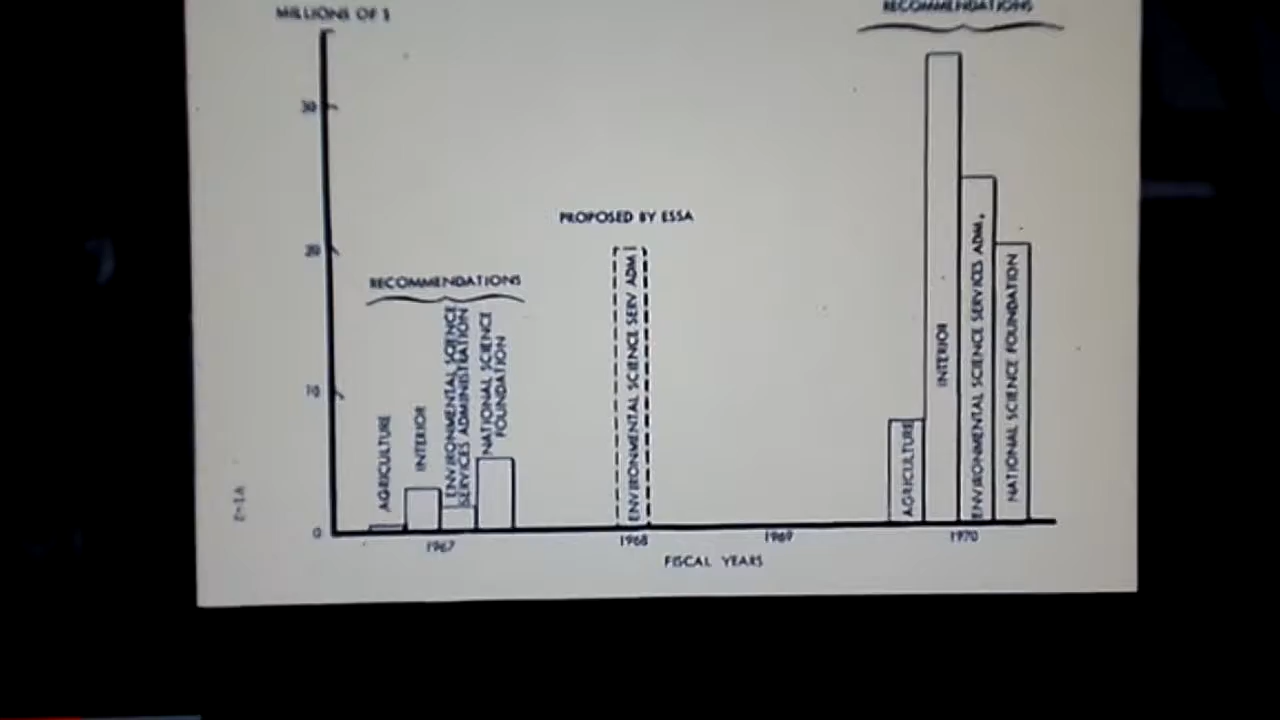 MILLIONS OF $
RECOMMENDATIONS
30
20
10
0
PROPOSED BY ESSA
RECOMMENDATIONS
AGRICULTURE
INTERIOR
ENVIRONMENTAL SCIENCE
SERVICES ADMINISTRATION
NATIONAL SCIENCE
FOUNDATION
ENVIRONMENTAL SCIENCE SERV ADM
AGRICULTURE
INTERIOR
ENVIRONMENTAL SCIENCE SERVICES ADM.
NATIONAL SCIENCE FOUNDATION
1967
1968
1969
1970
FISCAL YEARS